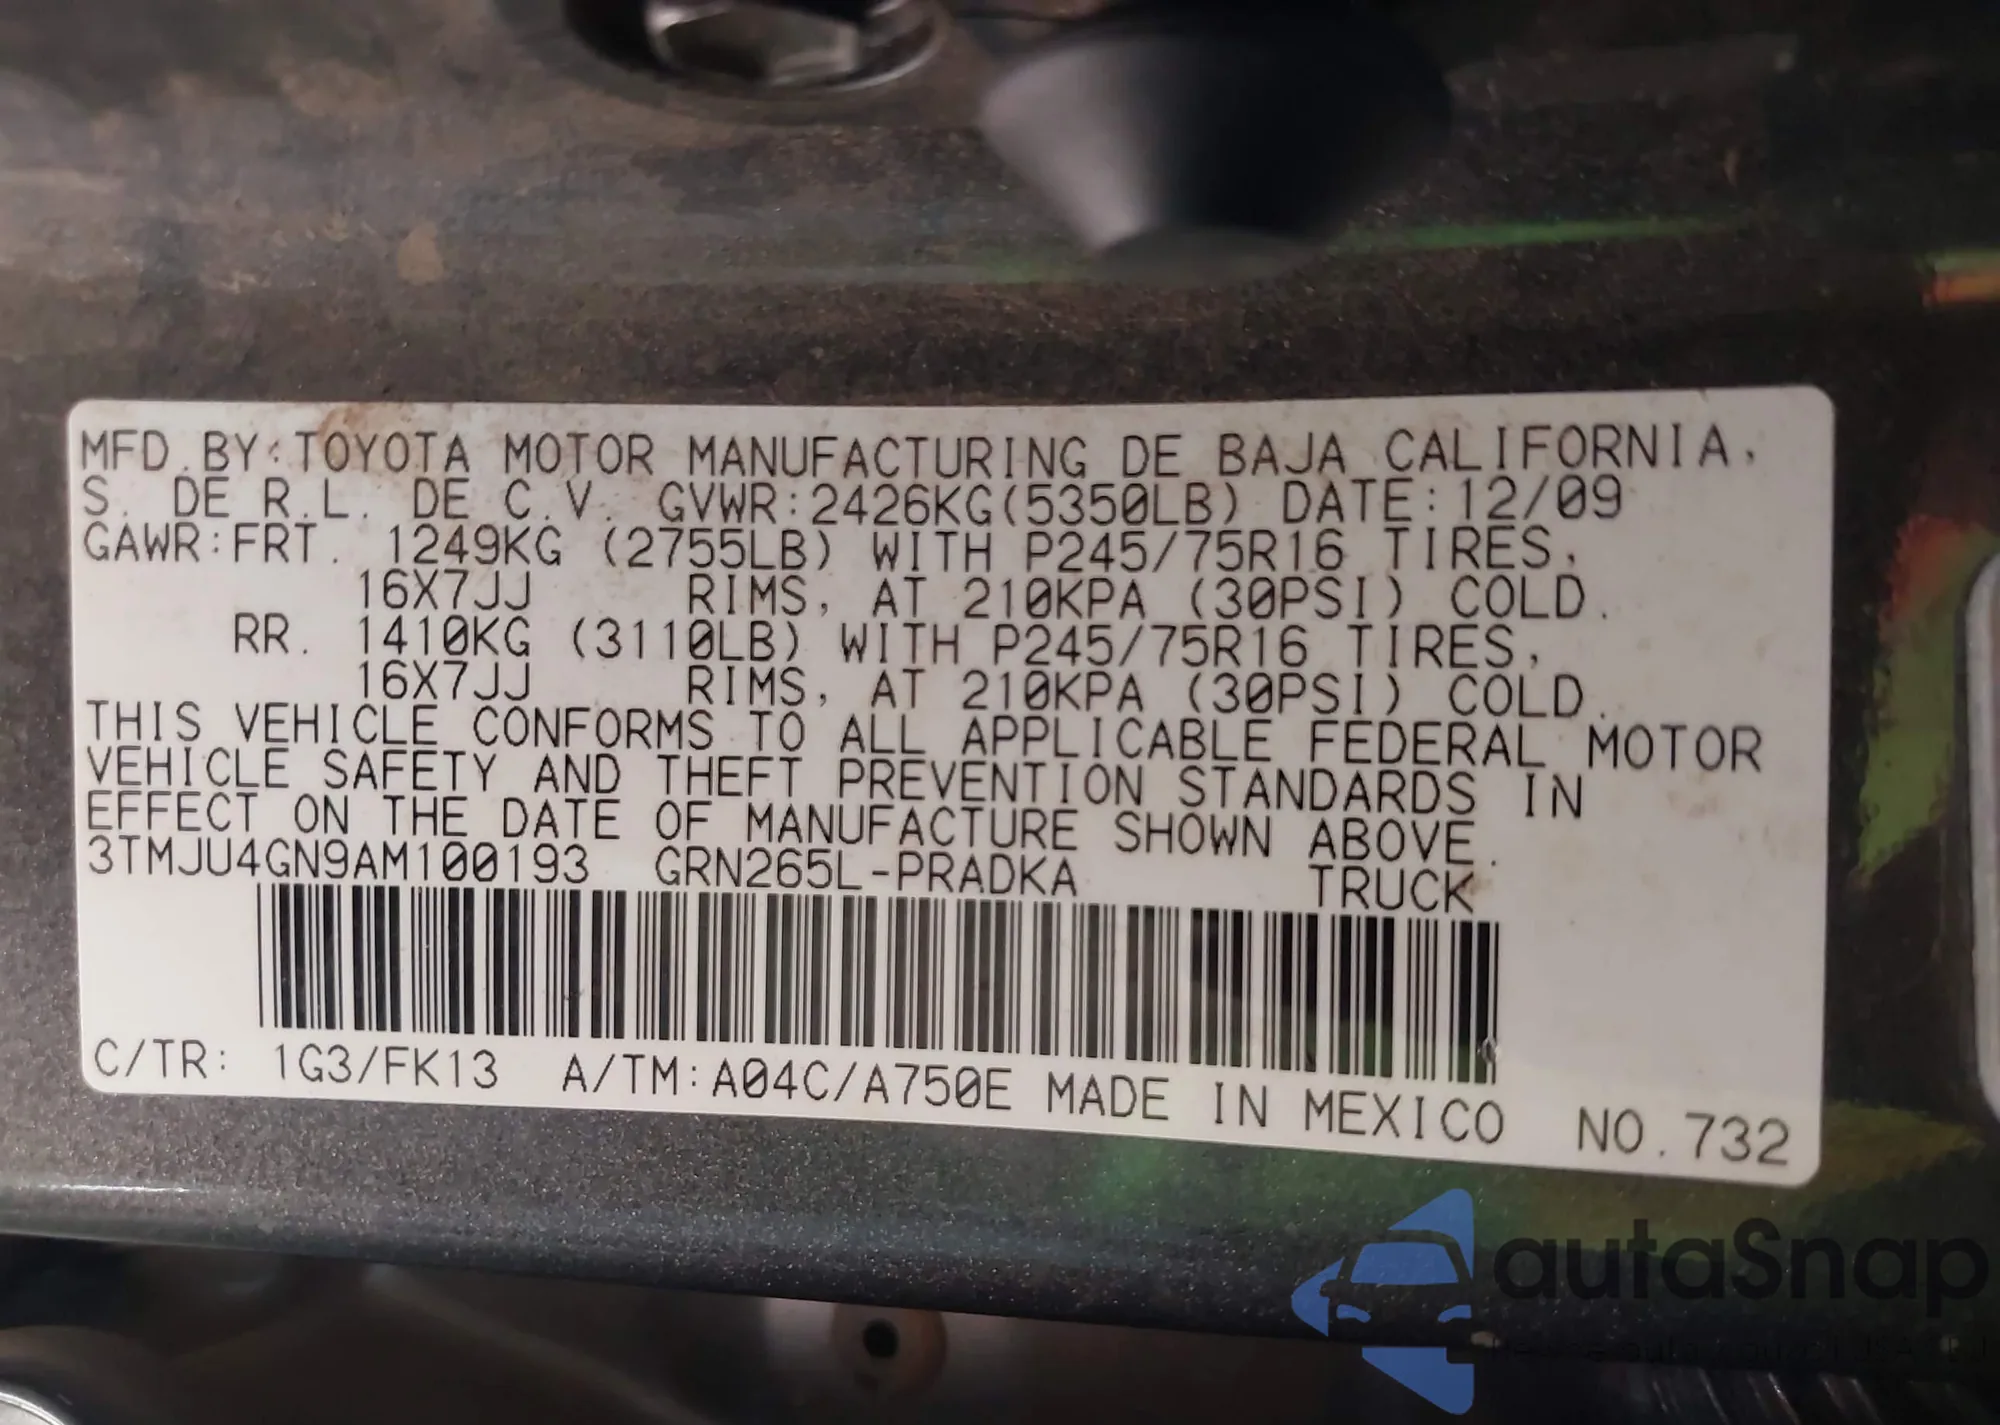 MFD.BY:TOYOTA MOTOR MANUFACTURING DE BAJA CALIFORNIA,
S. DE R.L. DE C.V. GVWR:2426KG(5350LB) DATE:12/09
GAWR:FRT. 1249KG (2755LB) WITH P245/75R16 TIRES,
16X7JJ RIMS, AT 210KPA (30PSI) COLD.
RR. 1410KG (3110LB) WITH P245/75R16 TIRES,
16X7JJ RIMS, AT 210KPA (30PSI) COLD.
THIS VEHICLE CONFORMS TO ALL APPLICABLE FEDERAL MOTOR
VEHICLE SAFETY AND THEFT PREVENTION STANDARDS IN
EFFECT ON THE DATE OF MANUFACTURE SHOWN ABOVE.
3TMJU4GN9AM100193 GRN265L-PRADKA TRUCK
C/TR: 1G3/FK13 A/TM:A04C/A750E MADE IN MEXICO NO.732
autaSnap